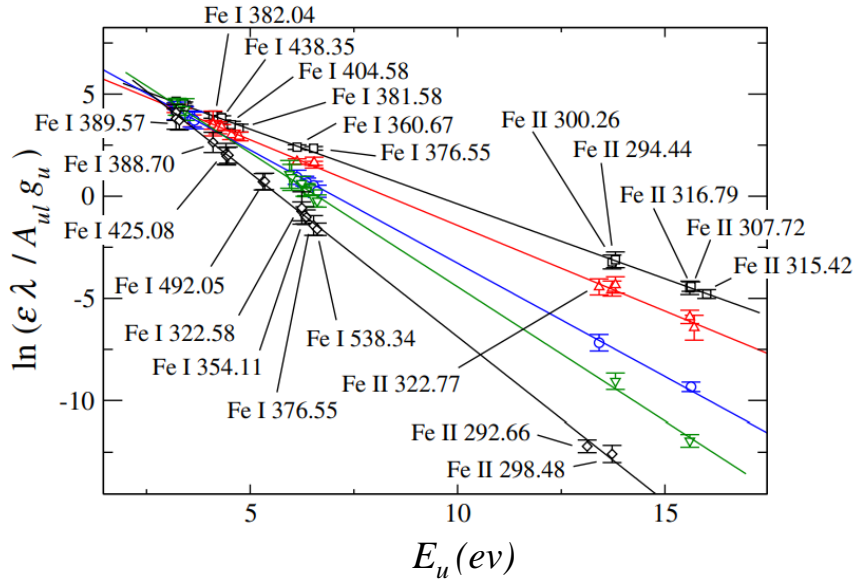 Fe I 382.04
Fe I 438.35
Fe I 404.58
Fe I 381.58
Fe I 360.67
Fe I 376.55
Fe I 389.57
Fe I 388.70
Fe I 425.08
Fe I 492.05
Fe I 322.58
Fe I 354.11
Fe I 376.55
Fe I 538.34
Fe II 300.26
Fe II 294.44
Fe II 316.79
Fe II 307.72
Fe II 315.42
Fe II 322.77
Fe II 292.66
Fe II 298.48
5
0
-5
-10
ln (ε λ / A_ul g_u)
5
10
15
E_u (ev)